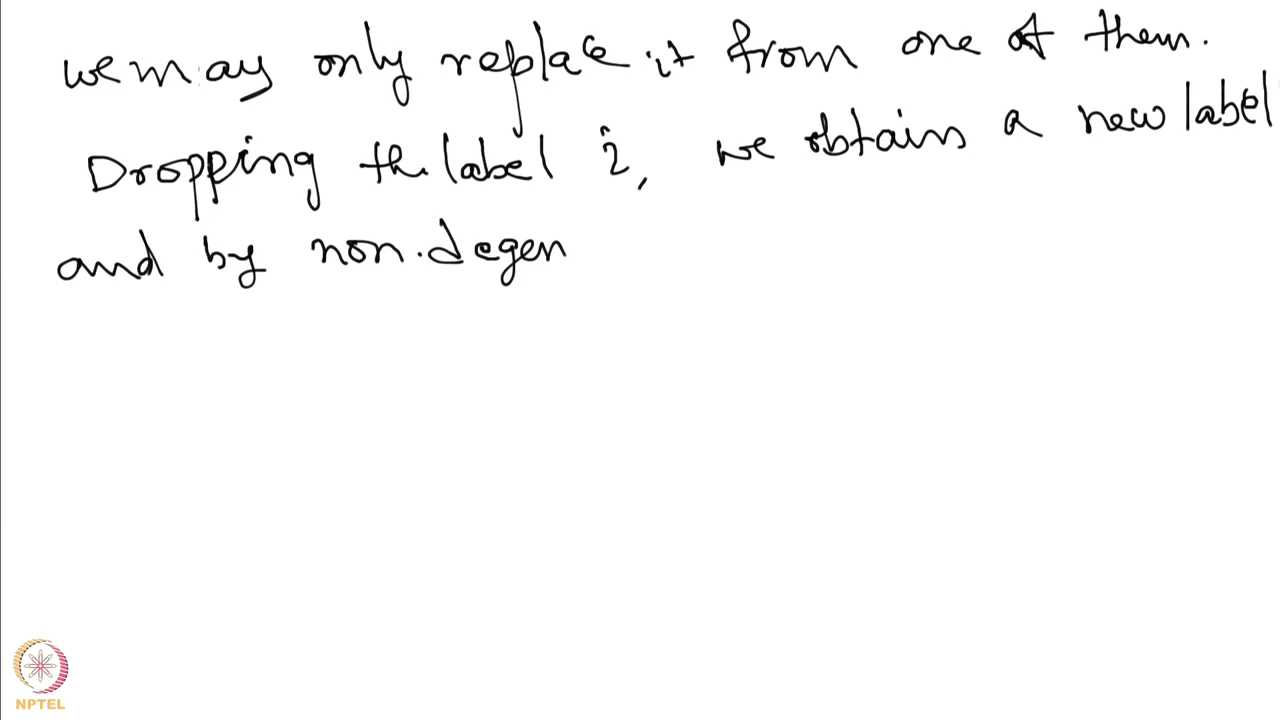 we may only replace it from one of them.
Dropping the label i, we obtains a new label
and by non-degen
NPTEL